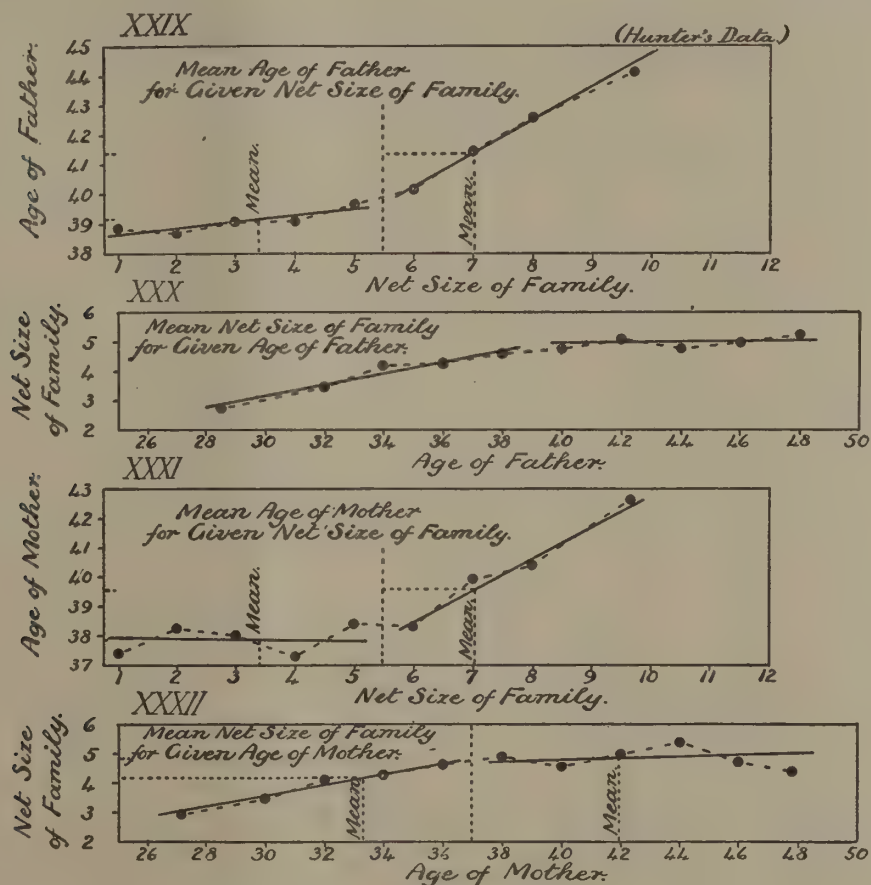 XXIX
(Hunter's Data.)
Mean Age of Father
for Given Net Size of Family.
Age of Father.
45
44
43
42
41
40
39
38
Mean.
Mean.
1 2 3 4 5 6 7 8 9 10 11 12
Net Size of Family.
XXX
Mean Net Size of Family
for Given Age of Father.
Net Size
of Family.
6
5
4
3
2
26 28 30 32 34 36 38 40 42 44 46 48 50
Age of Father.
XXXI
Mean Age of Mother
for Given Net Size of Family.
Age of Mother.
43
42
41
40
39
38
37
Mean.
Mean.
1 2 3 4 5 6 7 8 9 10 11 12
Net Size of Family.
XXXII
Mean Net Size of Family
for Given Age of Mother.
Net Size
of Family.
6
5
4
3
2
Mean
Mean.
26 28 30 32 34 36 38 40 42 44 46 48 50
Age of Mother.